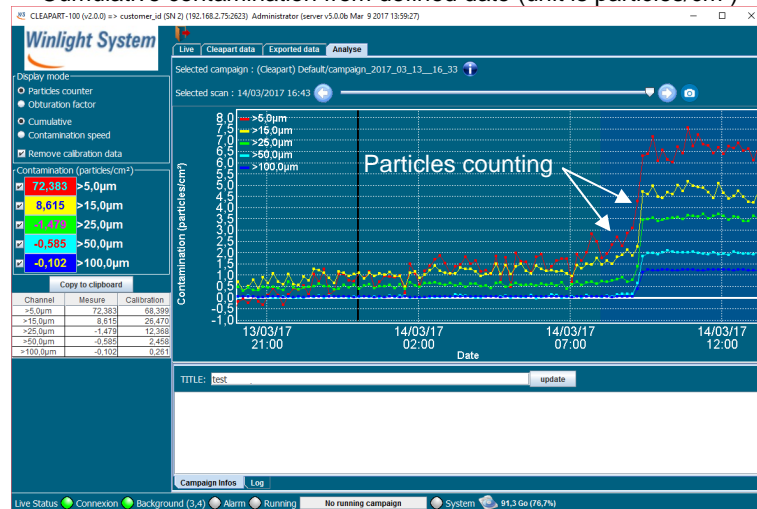 Cumulative contamination from defined date (unit is particles/cm²)
CLEAPART-100 (v2.0.0) => customer_id (SN 2) (192.168.2.75:2623) Administrator (server v5.0.0b Mar 9 2017 13:59:27)
Winlight System
Live Cleapart data Exported data Analyse
Selected campaign : (Cleapart) Default/campaign_2017_03_13__16_33
Selected scan : 14/03/2017 16:43
Display mode
Particles counter
Obturation factor
Cumulative
Contamination speed
Remove calibration data
Contamination (particles/cm²)
72,383 >5,0µm
8,615 >15,0µm
-1,479 >25,0µm
-0,585 >50,0µm
-0,102 >100,0µm
Copy to clipboard
Channel Mesure Calibration
>5,0µm 72,383 68,399
>15,0µm 8,615 26,470
>25,0µm -1,479 12,368
>50,0µm -0,585 2,458
>100,0µm -0,102 0,261
Contamination (particles/cm²)
8,0
7,5
7,0
6,5
6,0
5,5
5,0
4,5
4,0
3,5
3,0
2,5
2,0
1,5
1,0
0,5
0,0
-0,5
-1,0
>5,0µm
>15,0µm
>25,0µm
>50,0µm
>100,0µm
Particles counting
13/03/17 14/03/17 14/03/17 14/03/17
21:00 02:00 07:00 12:00
Date
TITLE: test update
Campaign Infos Log
Live Status Connexion Background (3,4) Alarm Running No running campaign System 91,3 Go (76,7%)